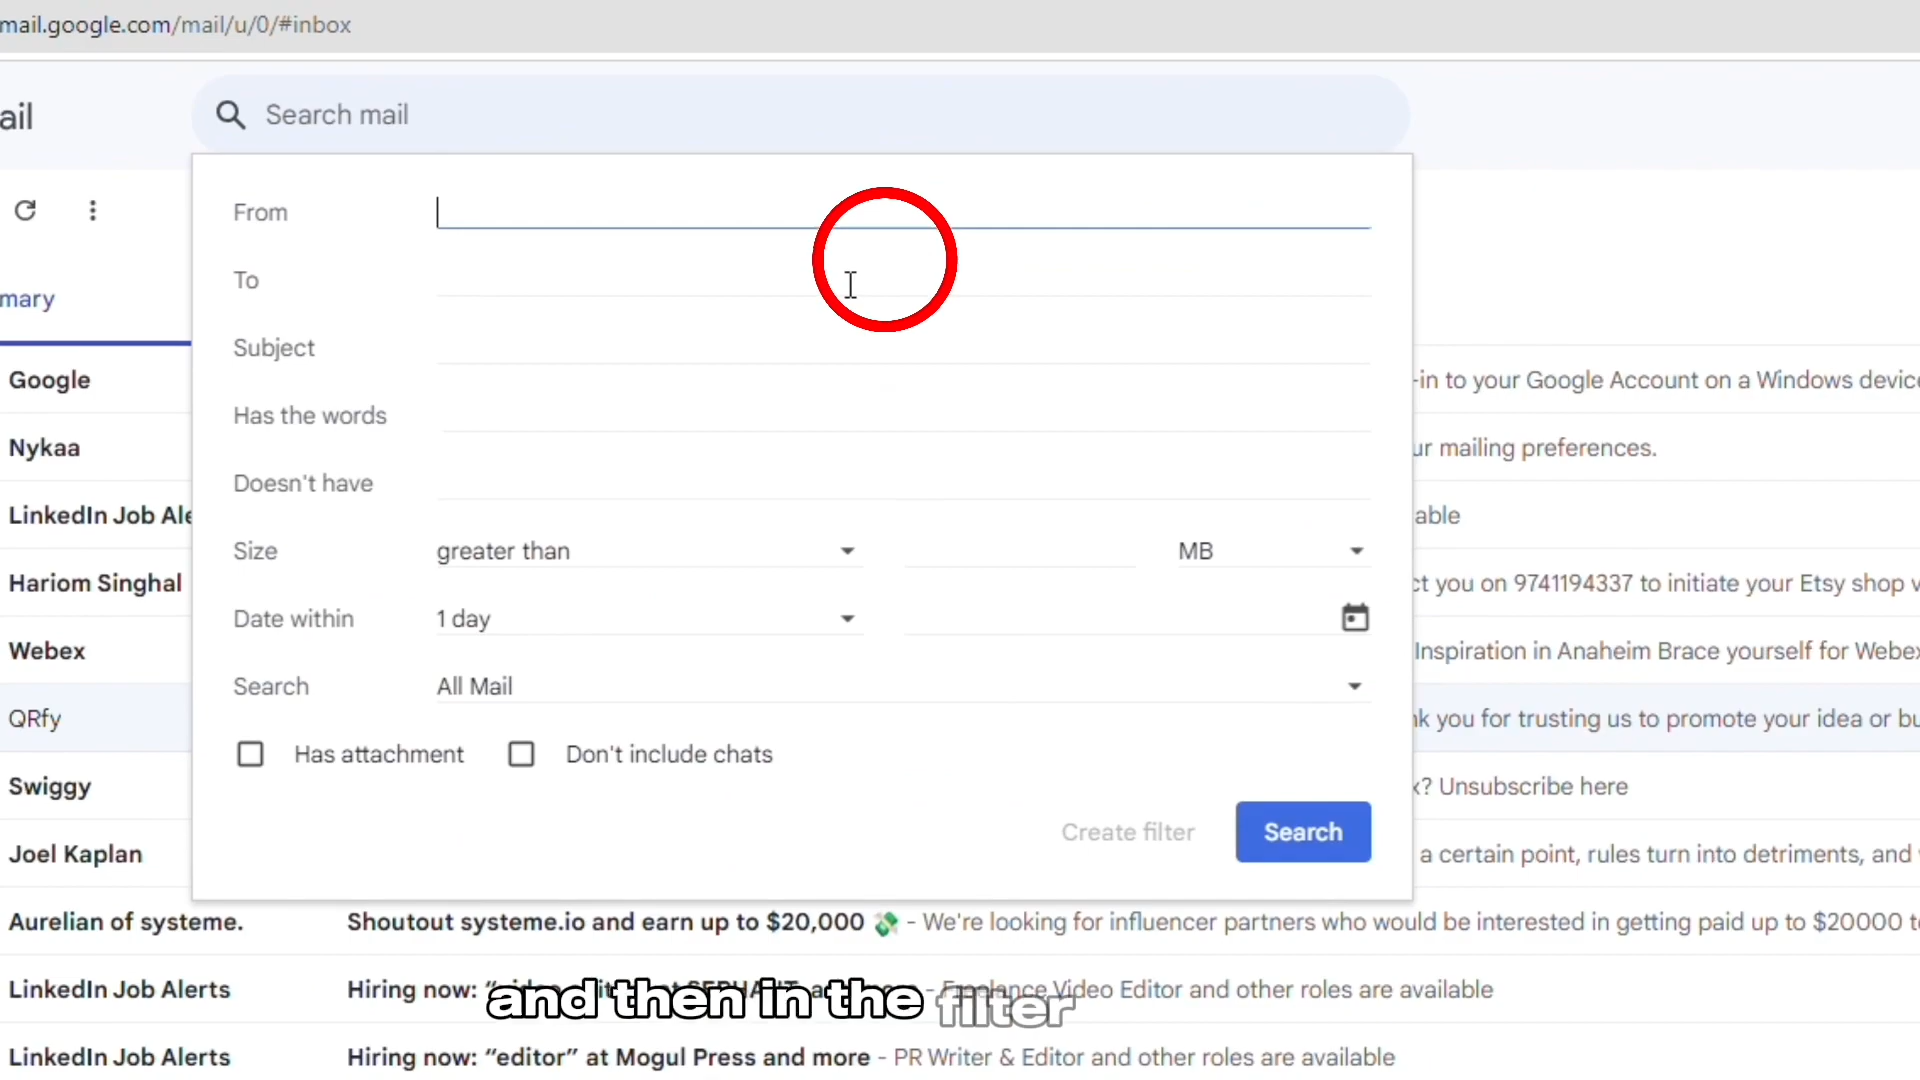 mail.google.com/mail/u/0/#inbox
ail
Search mail
From
To
mary
Subject
Google
-in to your Google Account on a Windows device
Has the words
Nykaa
ur mailing preferences.
Doesn't have
LinkedIn Job Ale
able
Size greater than MB
Hariom Singhal
ct you on 9741194337 to initiate your Etsy shop v
Date within 1 day
Webex
Inspiration in Anaheim Brace yourself for Webex
Search All Mail
QRfy
nk you for trusting us to promote your idea or bu
Has attachment Don't include chats
Swiggy
x? Unsubscribe here
Create filter Search
Joel Kaplan
a certain point, rules turn into detriments, and
Aurelian of systeme. Shoutout systeme.io and earn up to $20,000 💸 - We're looking for influencer partners who would be interested in getting paid up to $20000 to
LinkedIn Job Alerts Hiring now: - Freelance Video Editor and other roles are available
and then in the filter
LinkedIn Job Alerts Hiring now: “editor” at Mogul Press and more - PR Writer & Editor and other roles are available